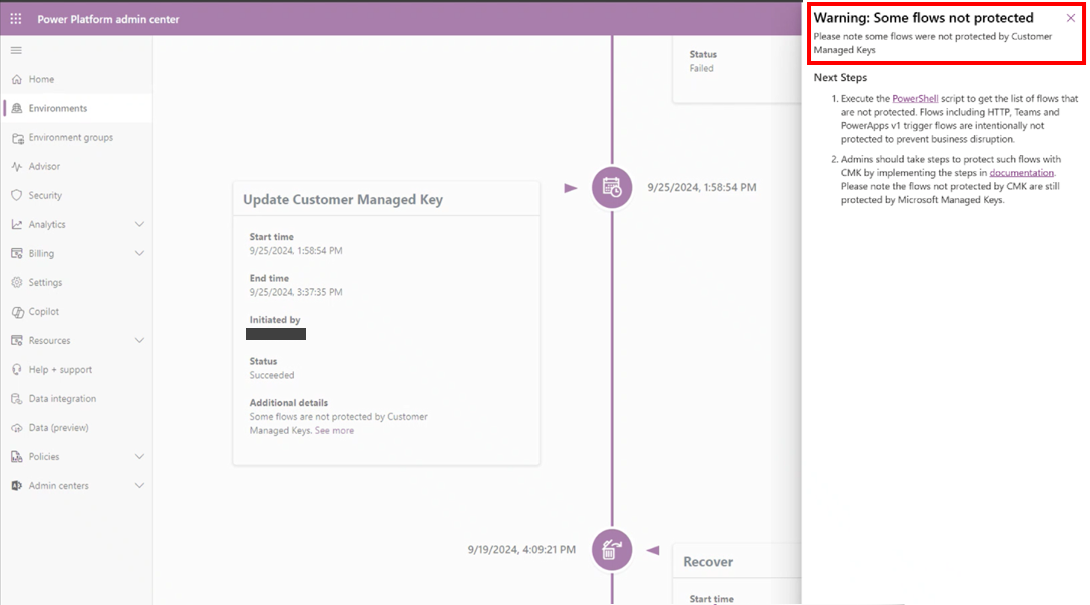 Power Platform admin center
Home
Environments
Environment groups
Advisor
Security
Analytics
Billing
Settings
Copilot
Resources
Help + support
Data integration
Data (preview)
Policies
Admin centers
Status
Failed
9/25/2024, 1:58:54 PM
Update Customer Managed Key
Start time
9/25/2024, 1:58:54 PM
End time
9/25/2024, 3:37:35 PM
Initiated by
Status
Succeeded
Additional details
Some flows are not protected by Customer
Managed Keys. See more
9/19/2024, 4:09:21 PM
Recover
Start time
Warning: Some flows not protected
Please note some flows were not protected by Customer
Managed Keys
Next Steps
1. Execute the PowerShell script to get the list of flows that
are not protected. Flows including HTTP, Teams and
PowerApps v1 trigger flows are intentionally not
protected to prevent business disruption.
2. Admins should take steps to protect such flows with
CMK by implementing the steps in documentation.
Please note the flows not protected by CMK are still
protected by Microsoft Managed Keys.